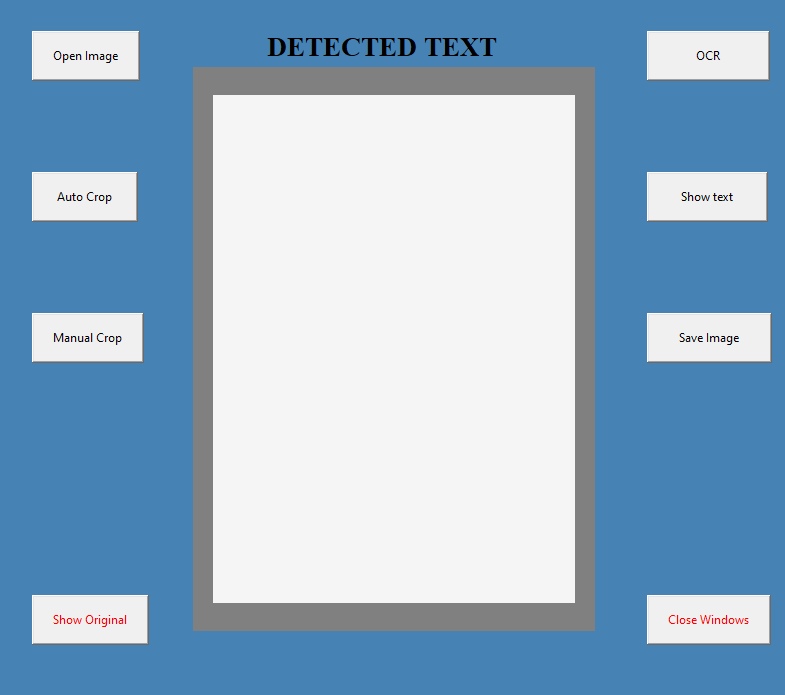 Open Image
DETECTED TEXT
OCR
Auto Crop
Show text
Manual Crop
Save Image
Show Original
Close Windows